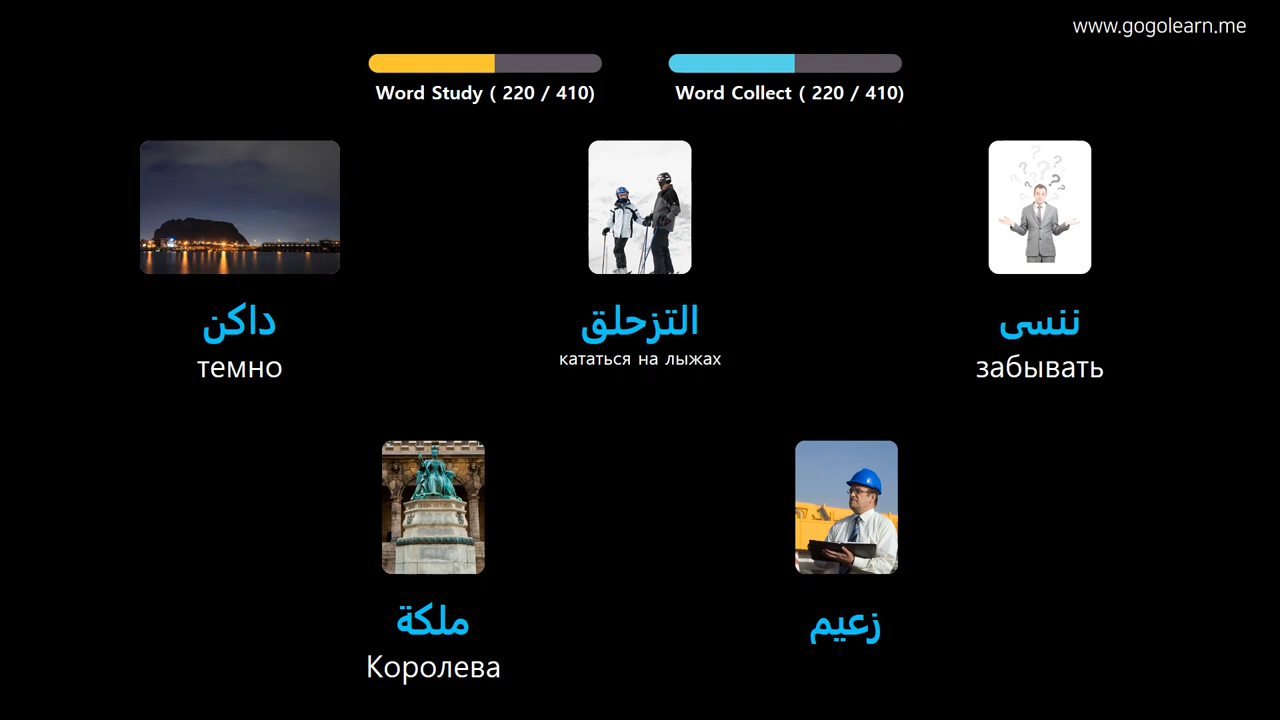 www.gogolearn.me
Word Study ( 220 / 410)
Word Collect ( 220 / 410)
داكن
темно
التزحلق
кататься на лыжах
ننسى
забывать
ملكة
Королева
زعيم